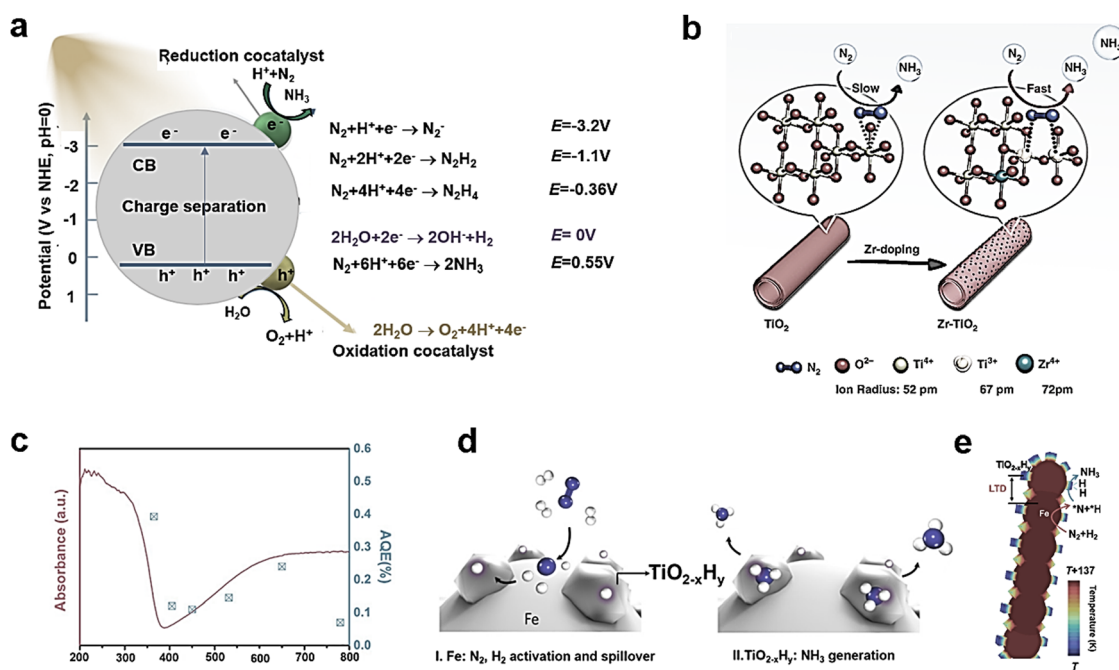 a
Reduction cocatalyst
H⁺+N₂
NH₃
e⁻
e⁻ e⁻
CB
Charge separation
VB
h⁺ h⁺ h⁺
h⁺
H₂O
O₂+H⁺
2H₂O → O₂+4H⁺+4e⁻
Oxidation cocatalyst
Potential (V vs NHE, pH=0)
-3
-2
-1
0
1
N₂+H⁺+e⁻ → N₂⁻ E=-3.2V
N₂+2H⁺+2e⁻ → N₂H₂ E=-1.1V
N₂+4H⁺+4e⁻ → N₂H₄ E=-0.36V
2H₂O+2e⁻ → 2OH⁻+H₂ E= 0V
N₂+6H⁺+6e⁻ → 2NH₃ E=0.55V
b
N₂
NH₃
Slow
N₂
NH₃
NH₃
Fast
Zr-doping
TiO₂
Zr-TiO₂
N₂ O²⁻ Ti⁴⁺ Ti³⁺ Zr⁴⁺
Ion Radius: 52 pm 67 pm 72pm
c
Absorbance (a.u.)
AQE(%)
0.6
0.5
0.4
0.3
0.2
0.1
0.0
200 300 400 500 600 700 800
d
Fe
TiO₂₋ₓHᵧ
I. Fe: N₂, H₂ activation and spillover
II.TiO₂₋ₓHᵧ: NH₃ generation
e
TiO₂₋ₓHᵧ
LTD
NH₃
H
H
*N+*H
Fe
N₂+H₂
T+137
Temperature (K)
T